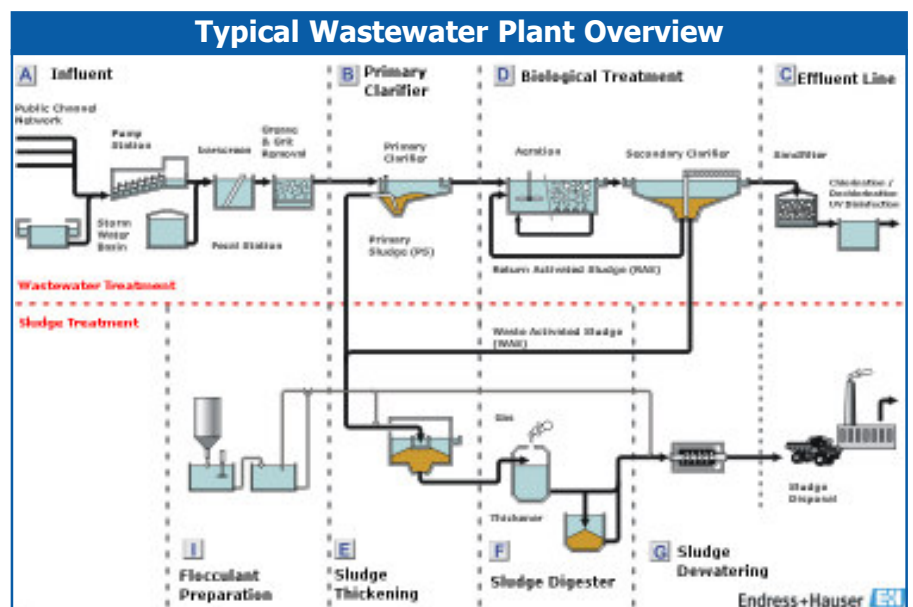 Typical Wastewater Plant Overview
A Influent
B Primary
Clarifier
D Biological Treatment
C Effluent Line
Public Channel
Network
Pump
Station
Grease
& Grit
Removal
Primary
Clarifier
Aeration
Secondary Clarifier
Sandfilter
Chlorination /
Dechlorination
UV Disinfection
Storm
Water
Basin
Fecal Station
Primary
Sludge (PS)
Return Activated Sludge (RAS)
Wastewater Treatment
Sludge Treatment
Waste Activated Sludge
(WAS)
Gas
Thickener
Sludge
Disposal
I
Flocculant
Preparation
E
Sludge
Thickening
F
Sludge Digester
G Sludge
Dewatering
Endress+Hauser EH